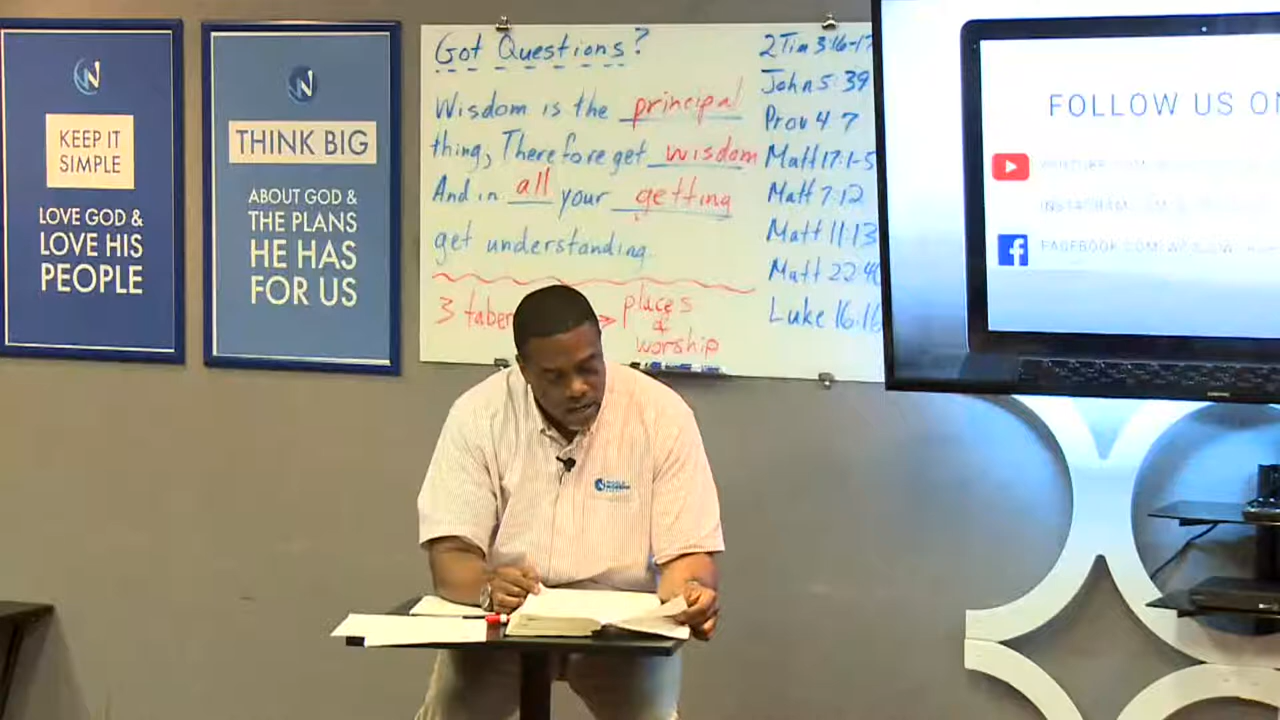 KEEP IT
SIMPLE
LOVE GOD &
LOVE HIS
PEOPLE
THINK BIG
ABOUT GOD &
THE PLANS
HE HAS
FOR US
Got Questions?
Wisdom is the principal
thing, Therefore get wisdom
And in all your getting
get understanding.
3 taber
places
of
worship
2Tim 3:16-17
John 5:39
Prov 4:7
Matt 17:1-5
Matt 7:12
Matt 11:13
Matt 22:40
Luke 16:16
FOLLOW US ON